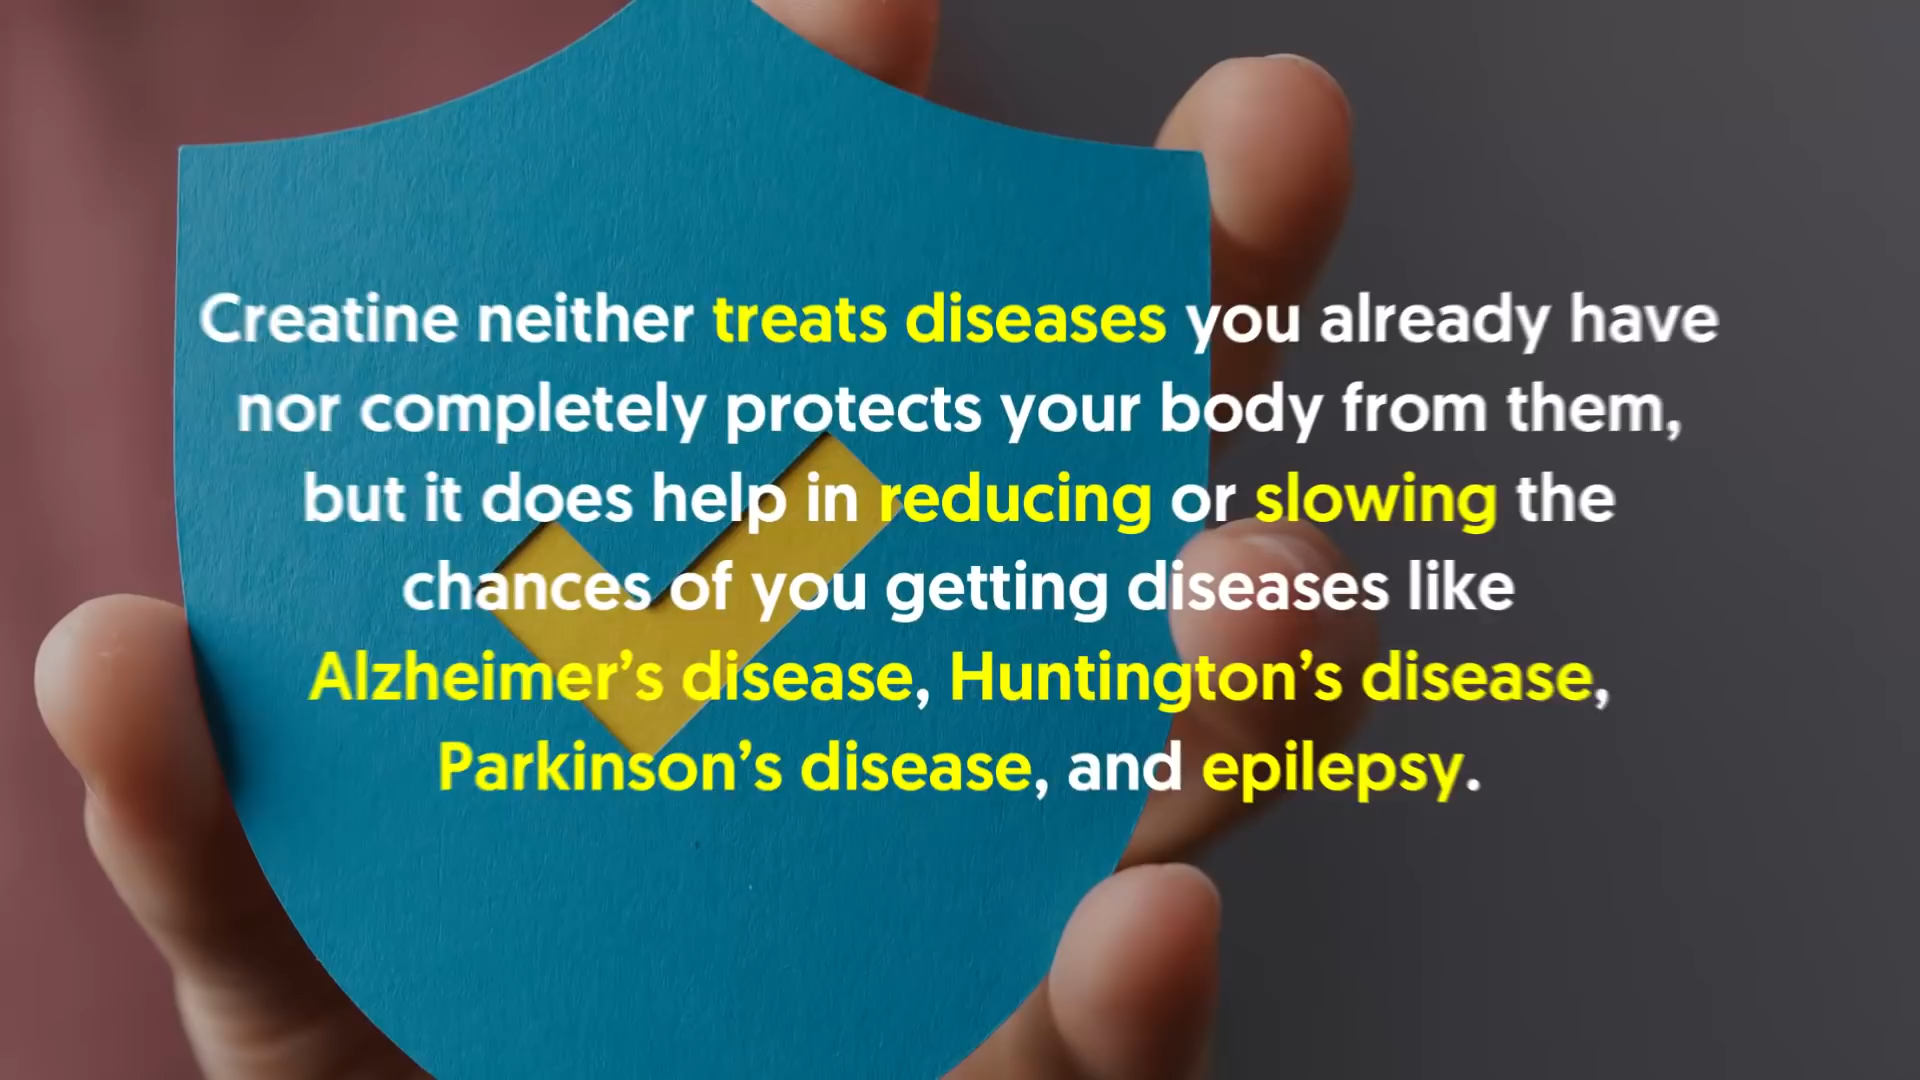 Creatine neither treats diseases you already have
nor completely protects your body from them,
but it does help in reducing or slowing the
chances of you getting diseases like
Alzheimer’s disease, Huntington’s disease,
Parkinson’s disease, and epilepsy.